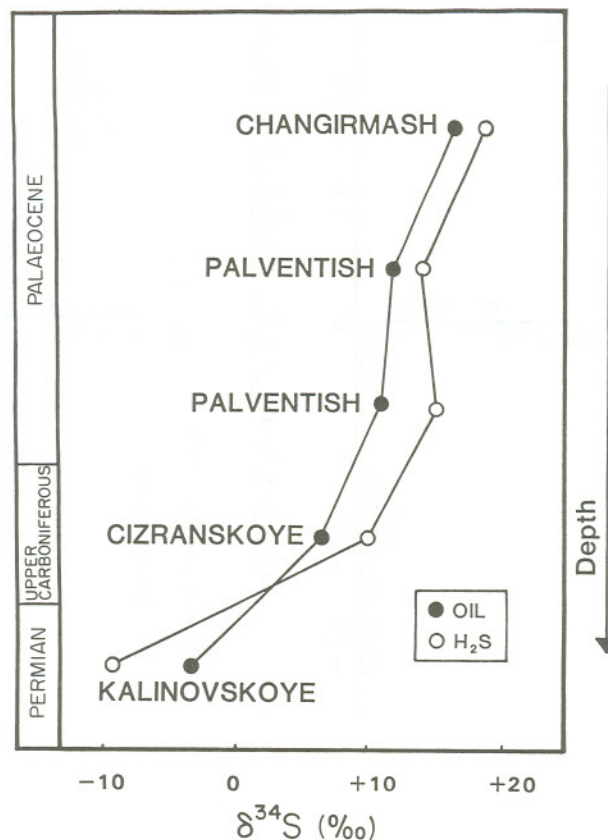 CHANGIRMASH
PALAEOCENE
PALVENTISH
PALVENTISH
UPPER
CARBONIFEROUS
CIZRANSKOYE
Depth
OIL
H₂S
PERMIAN
KALINOVSKOYE
−10 0 +10 +20
δ³⁴S (‰)